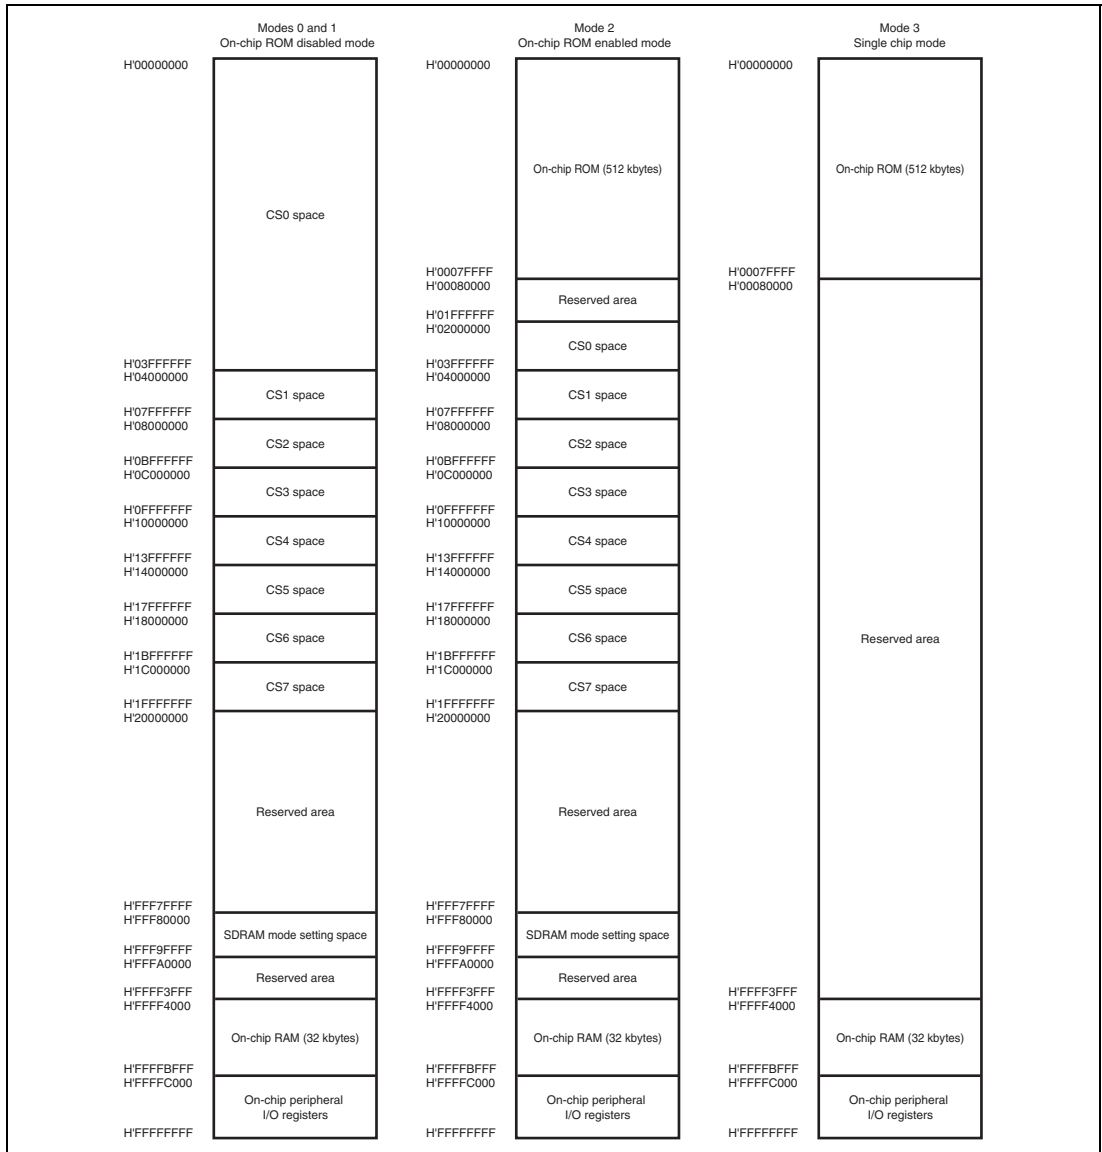 Modes 0 and 1
On-chip ROM disabled mode
H'00000000
CS0 space
H'03FFFFFF
H'04000000
CS1 space
H'07FFFFFF
H'08000000
CS2 space
H'0BFFFFFF
H'0C000000
CS3 space
H'0FFFFFFF
H'10000000
CS4 space
H'13FFFFFF
H'14000000
CS5 space
H'17FFFFFF
H'18000000
CS6 space
H'1BFFFFFF
H'1C000000
CS7 space
H'1FFFFFFF
H'20000000
Reserved area
H'FFF7FFFF
H'FFF80000
SDRAM mode setting space
H'FFF9FFFF
H'FFFA0000
Reserved area
H'FFFF3FFF
H'FFFF4000
On-chip RAM (32 kbytes)
H'FFFFBFFF
H'FFFFC000
On-chip peripheral
I/O registers
H'FFFFFFFF
Mode 2
On-chip ROM enabled mode
H'00000000
On-chip ROM (512 kbytes)
H'0007FFFF
H'00080000
Reserved area
H'01FFFFFF
H'02000000
CS0 space
H'03FFFFFF
H'04000000
CS1 space
H'07FFFFFF
H'08000000
CS2 space
H'0BFFFFFF
H'0C000000
CS3 space
H'0FFFFFFF
H'10000000
CS4 space
H'13FFFFFF
H'14000000
CS5 space
H'17FFFFFF
H'18000000
CS6 space
H'1BFFFFFF
H'1C000000
CS7 space
H'1FFFFFFF
H'20000000
Reserved area
H'FFF7FFFF
H'FFF80000
SDRAM mode setting space
H'FFF9FFFF
H'FFFA0000
Reserved area
H'FFFF3FFF
H'FFFF4000
On-chip RAM (32 kbytes)
H'FFFFBFFF
H'FFFFC000
On-chip peripheral
I/O registers
H'FFFFFFFF
Mode 3
Single chip mode
H'00000000
On-chip ROM (512 kbytes)
H'0007FFFF
H'00080000
Reserved area
H'FFFF3FFF
H'FFFF4000
On-chip RAM (32 kbytes)
H'FFFFBFFF
H'FFFFC000
On-chip peripheral
I/O registers
H'FFFFFFFF